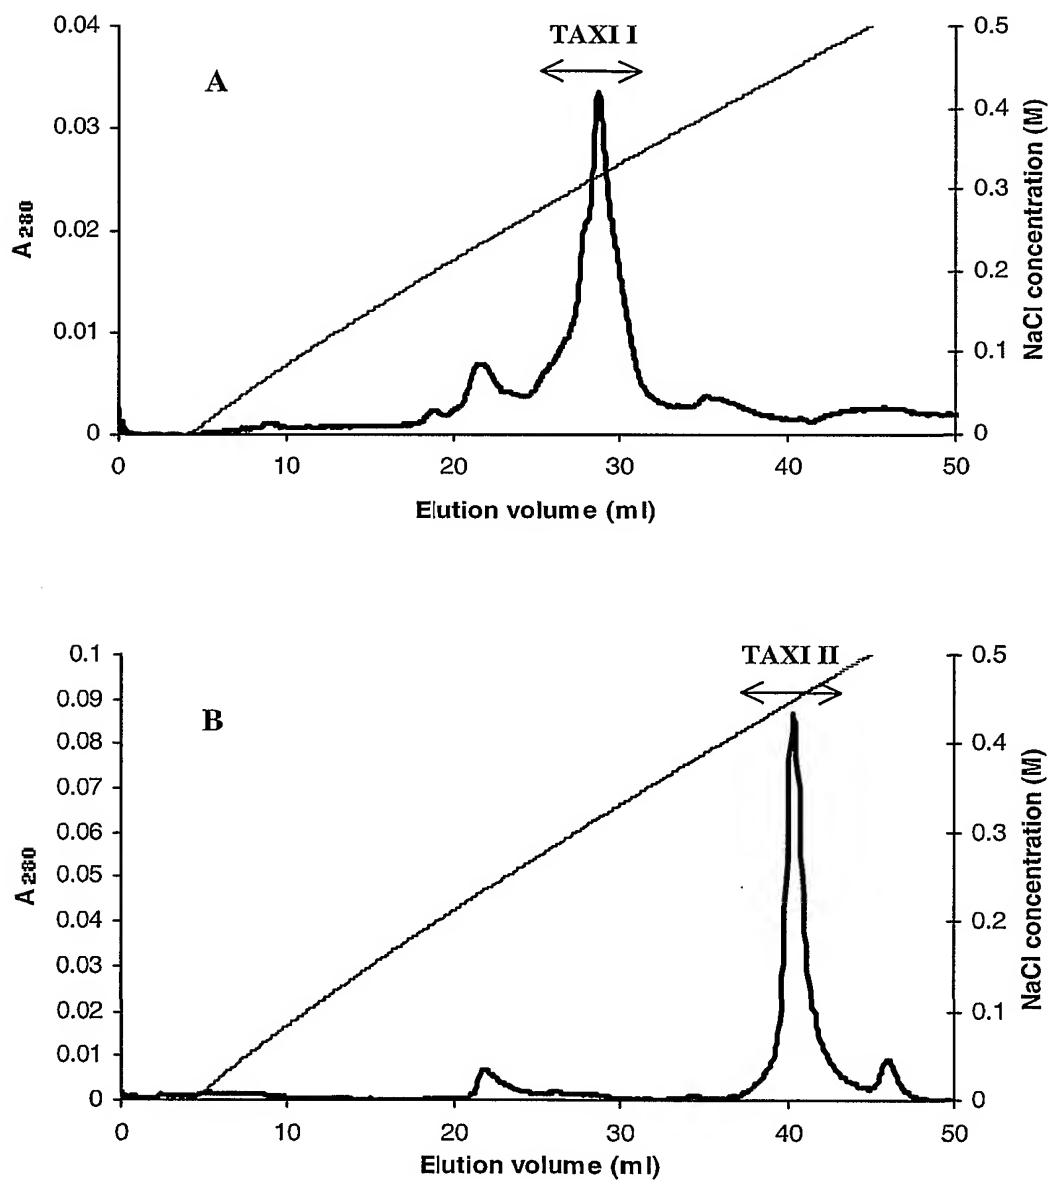 TAXI I
A
0.04
0.03
0.02
0.01
0
A280
0.5
0.4
0.3
0.2
0.1
0
NaCl concentration (M)
0 10 20 30 40 50
Elution volume (ml)
TAXI II
B
0.1
0.09
0.08
0.07
0.06
0.05
0.04
0.03
0.02
0.01
0
A280
0.5
0.4
0.3
0.2
0.1
0
NaCl concentration (M)
0 10 20 30 40 50
Elution volume (ml)